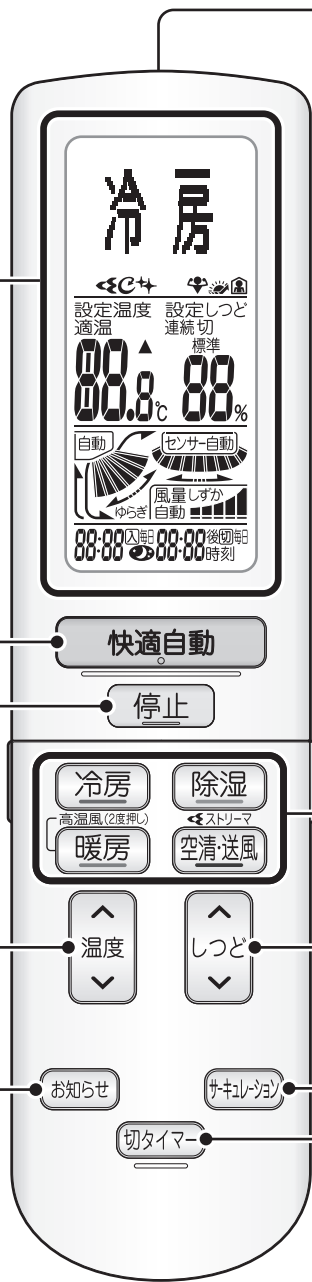 冷房
設定温度 設定しつど
適温 連続切
▲ 標準
88.8℃ 88%
自動 センサー自動
風量 しずか
ゆらぎ 自動
88:88 入 毎日 88:88 後切毎日
時刻
快適自動
停止
冷房 除湿
高温風(2度押し) ストリーマ
暖房 空清・送風
温度 しつど
お知らせ サーキュレーション
切タイマー